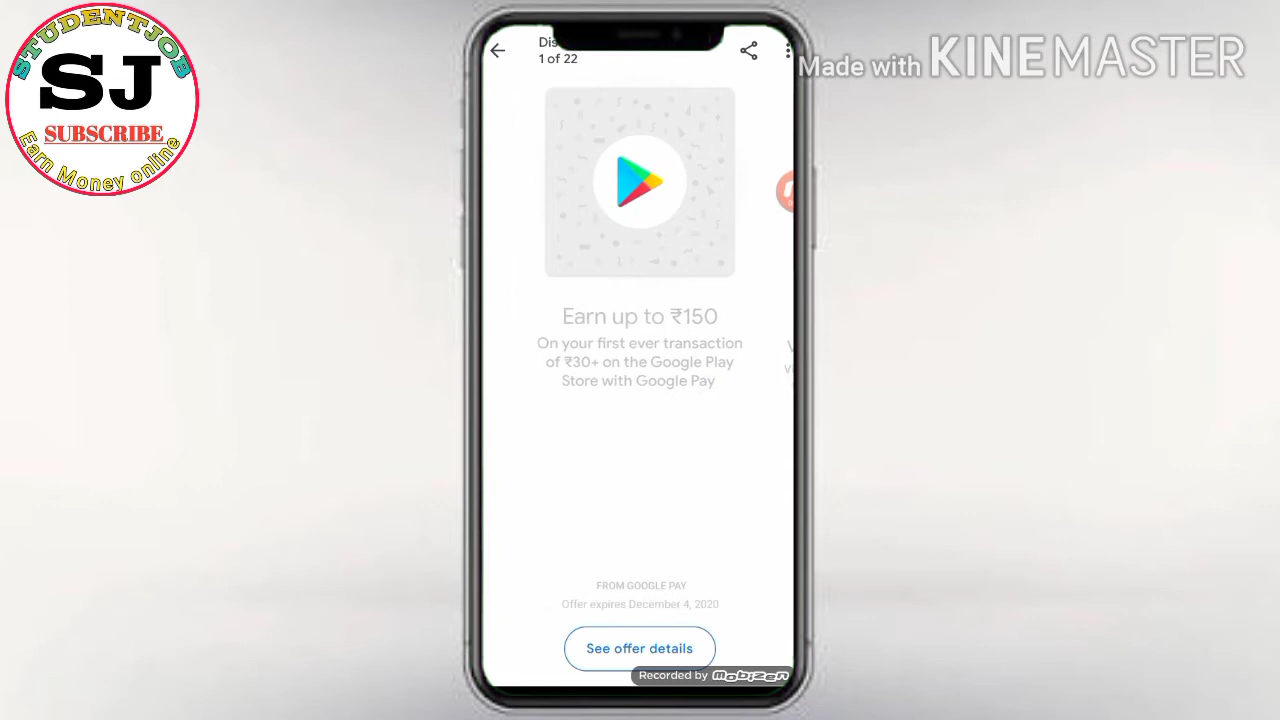 STUDENTJOB
SJ
SUBSCRIBE
Earn Money online
Made with KINEMASTER
1 of 22
Earn up to ₹150
On your first ever transaction
of ₹30+ on the Google Play
Store with Google Pay
FROM GOOGLE PAY
Offer expires December 4, 2020
See offer details
Recorded by Mobizen